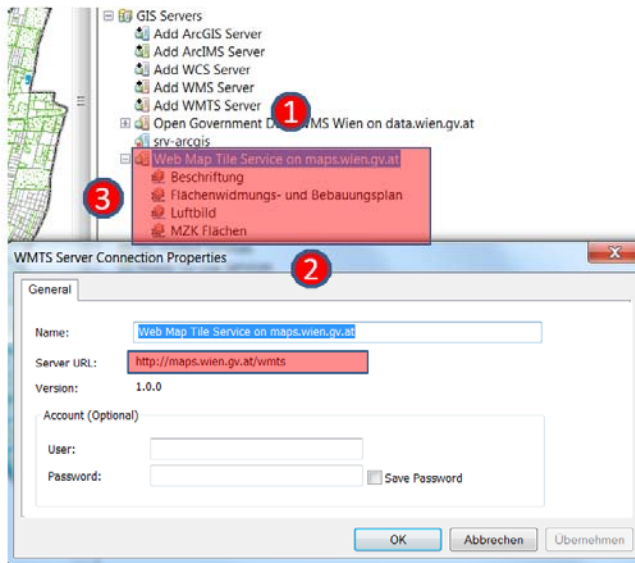 GIS Servers
Add ArcGIS Server
Add ArcIMS Server
Add WCS Server
Add WMS Server
Add WMTS Server
1
Open Government WMS Wien on data.wien.gv.at
srv-arcgis
Web Map Tile Service on maps.wien.gv.at
3
Beschriftung
Flächenwidmungs- und Bebauungsplan
Luftbild
MZK Flächen
WMTS Server Connection Properties
2
General
Name:
Web Map Tile Service on maps.wien.gv.at
Server URL:
http://maps.wien.gv.at/wmts
Version:
1.0.0
Account (Optional)
User:
Password:
Save Password
OK
Abbrechen
Übernehmen